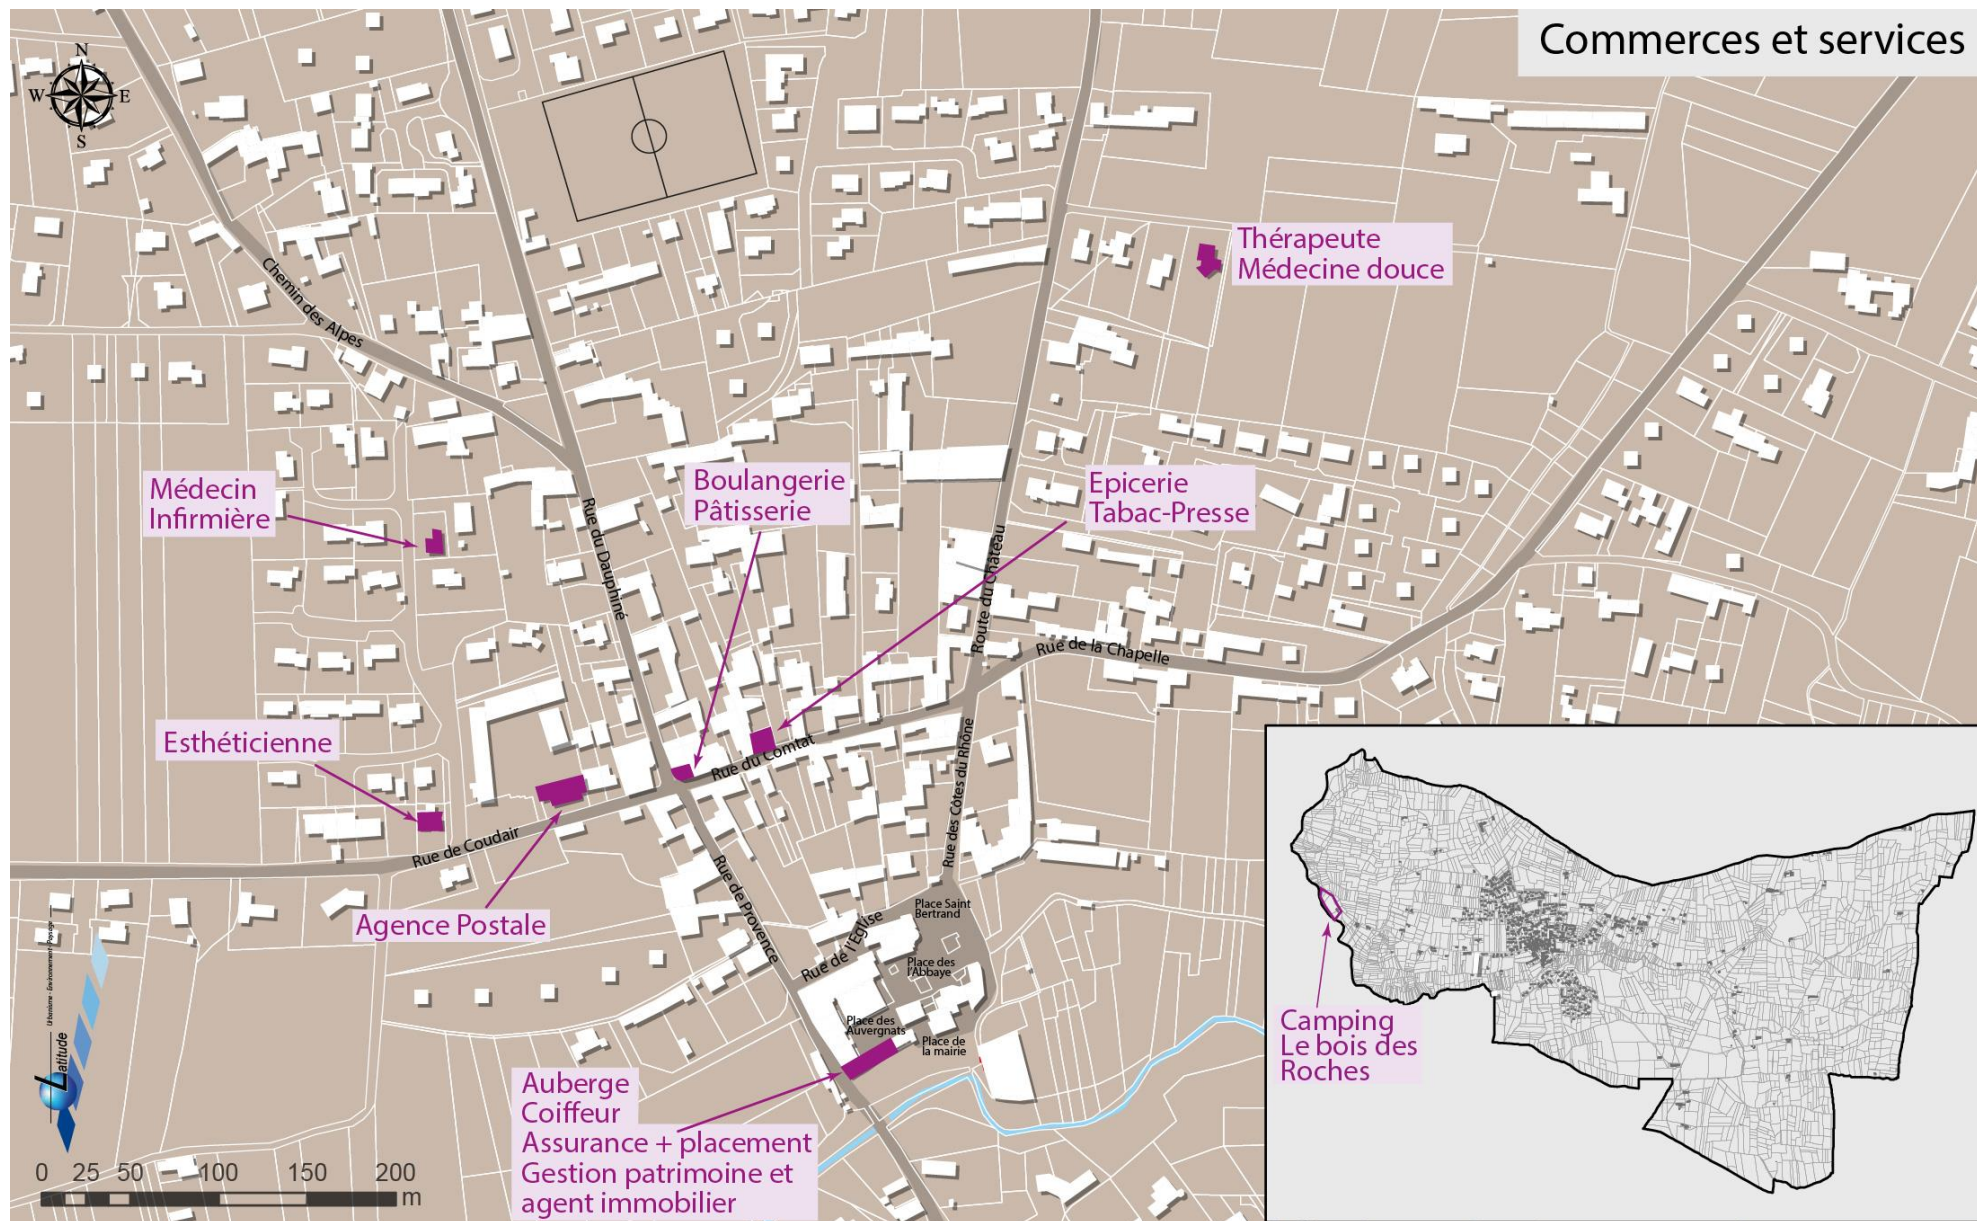 Commerces et services
N
W
E
S
Thérapeute
Médecine douce
Chemin des Alpes
Médecin
Infirmière
Boulangerie
Pâtisserie
Epicerie
Tabac-Presse
Rue du Dauphiné
Route du Château
Rue de la Chapelle
Esthéticienne
Rue du Comtat
Rue des Côtes du Rhône
Rue de Coudair
Rue de Provence
Agence Postale
Place Saint
Bertrand
Rue de l'Eglise
Place des
l'Abbaye
Place des
Auvergnats
Place de
la mairie
Camping
Le bois des
Roches
Auberge
Coiffeur
Assurance + placement
Gestion patrimoine et
agent immobilier
Latitude
Urbanisme - Environnement - Paysage
0 25 50 100 150 200
m